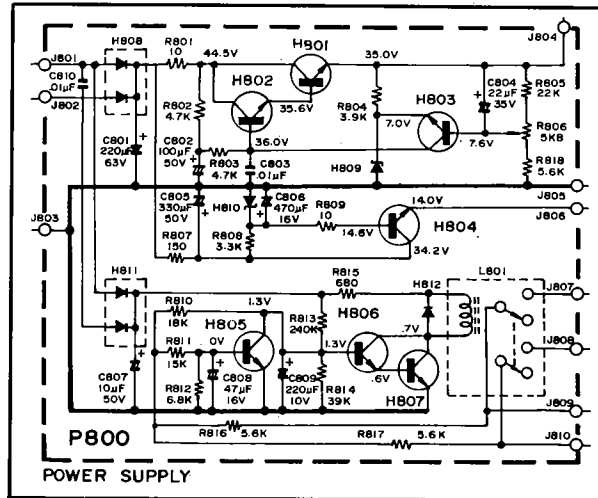 J801
H808
R801
10
44.5V
H801
35.0V
J804
C810
.01µF
J802
H802
35.6V
R802
4.7K
R804
3.9K
H803
7.0V
C804
22µF
35V
R805
22K
C801
220µF
63V
C802
100µF
50V
36.0V
R803
4.7K
C803
.01µF
7.6V
R806
5KB
H809
R818
5.6K
J803
C805
330µF
50V
H810
C806
470µF
16V
R809
10
14.0V
J805
J806
14.6V
H804
R807
150
R808
3.3K
34.2V
H811
R815
680
H812
L801
J807
R810
18K
1.3V
R813
240K
H806
R811
15K
0V
H805
1.3V
.7V
J808
C807
10µF
50V
R812
6.8K
C808
47µF
16V
C809
220µF
10V
R814
39K
.6V
H807
J809
P800
R816
5.6K
R817
5.6K
J810
POWER SUPPLY